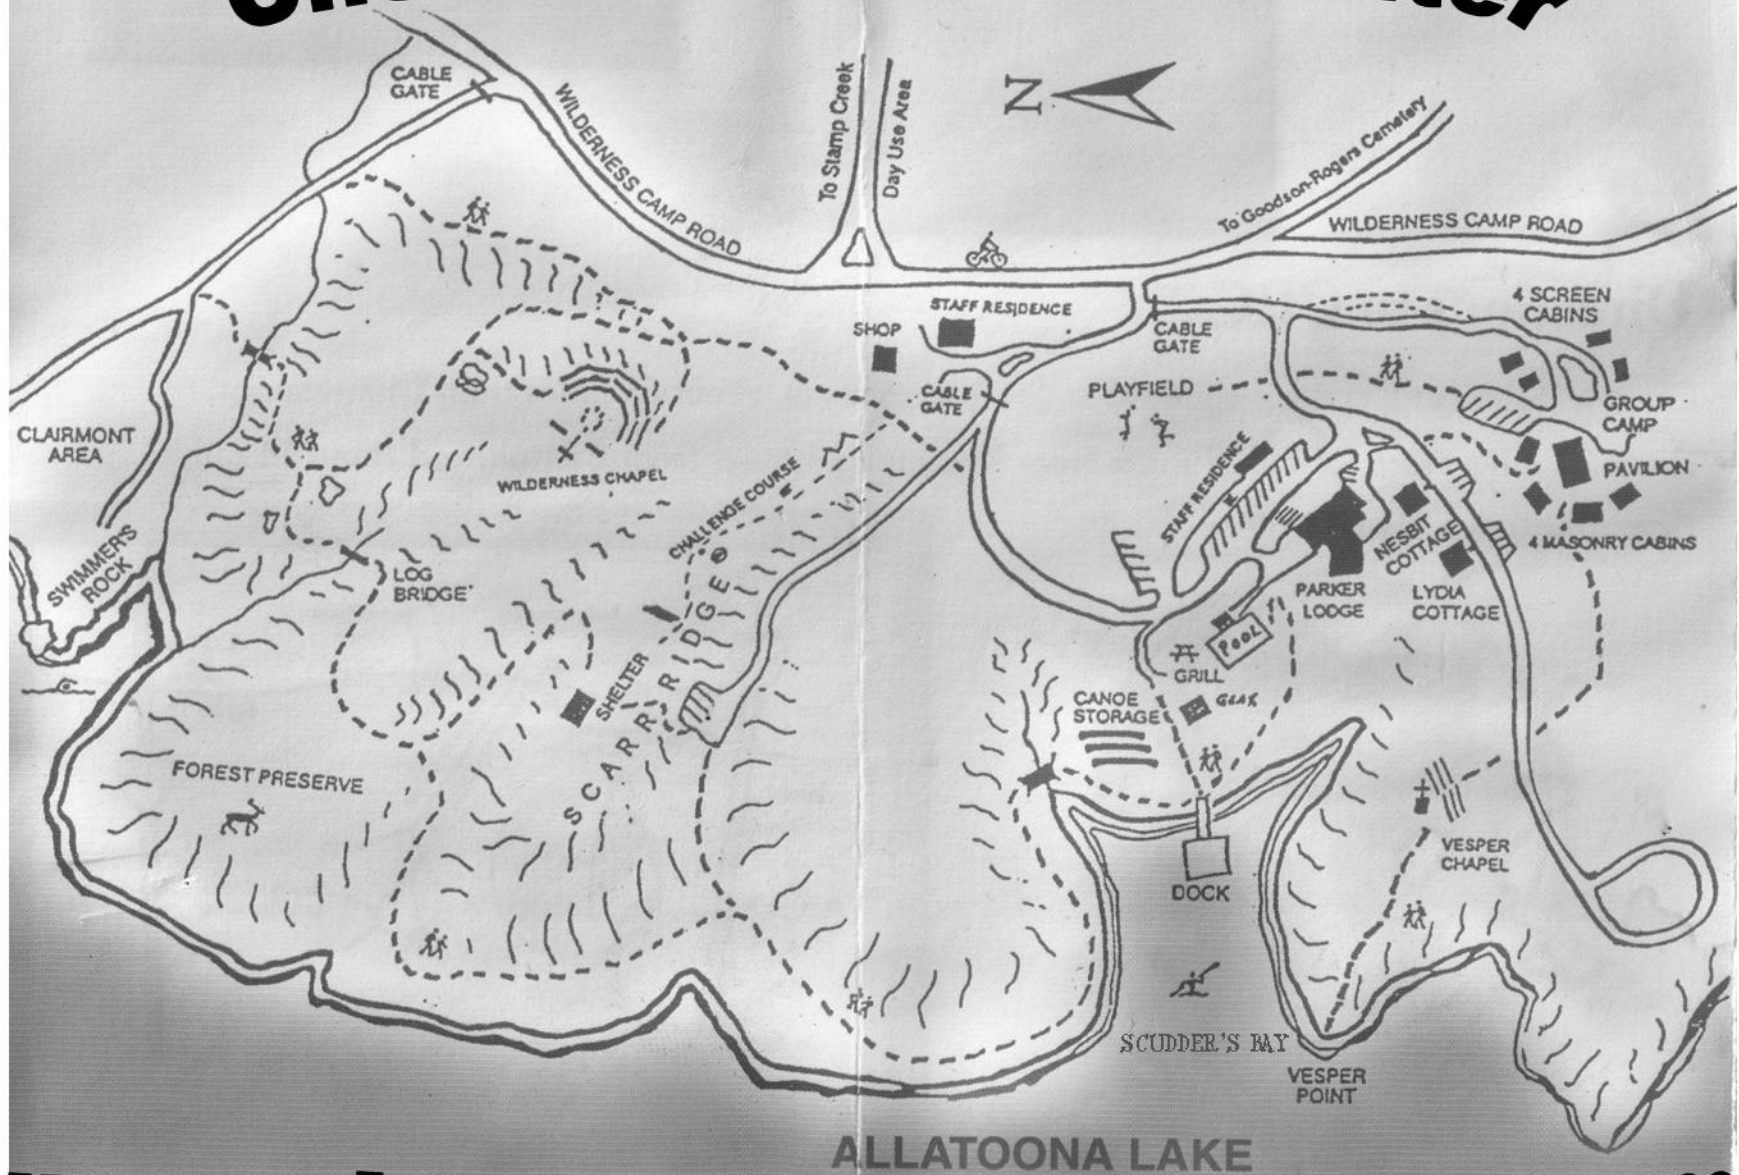 CABLE
GATE
WILDERNESS CAMP ROAD
To Stamp Creek
Day Use Area
N
To Goodson-Rogers Cemetery
WILDERNESS CAMP ROAD
4 SCREEN
CABINS
STAFF RESIDENCE
SHOP
CABLE
GATE
CABLE
GATE
PLAYFIELD
GROUP
CAMP
PAVILION
CLAIRMONT
AREA
WILDERNESS CHAPEL
CHALLENGE COURSE
STAFF RESIDENCE
NESBIT
COTTAGE
4 MASONRY CABINS
SWIMMER'S
ROCK
LOG
BRIDGE
PARKER
LODGE
LYDIA
COTTAGE
POOL
GRILL
SHELTER
SCARR RIDGE
CANOE
STORAGE
FOREST PRESERVE
VESPER
CHAPEL
DOCK
SCUDDER'S BAY
VESPER
POINT
ALLATOONA LAKE